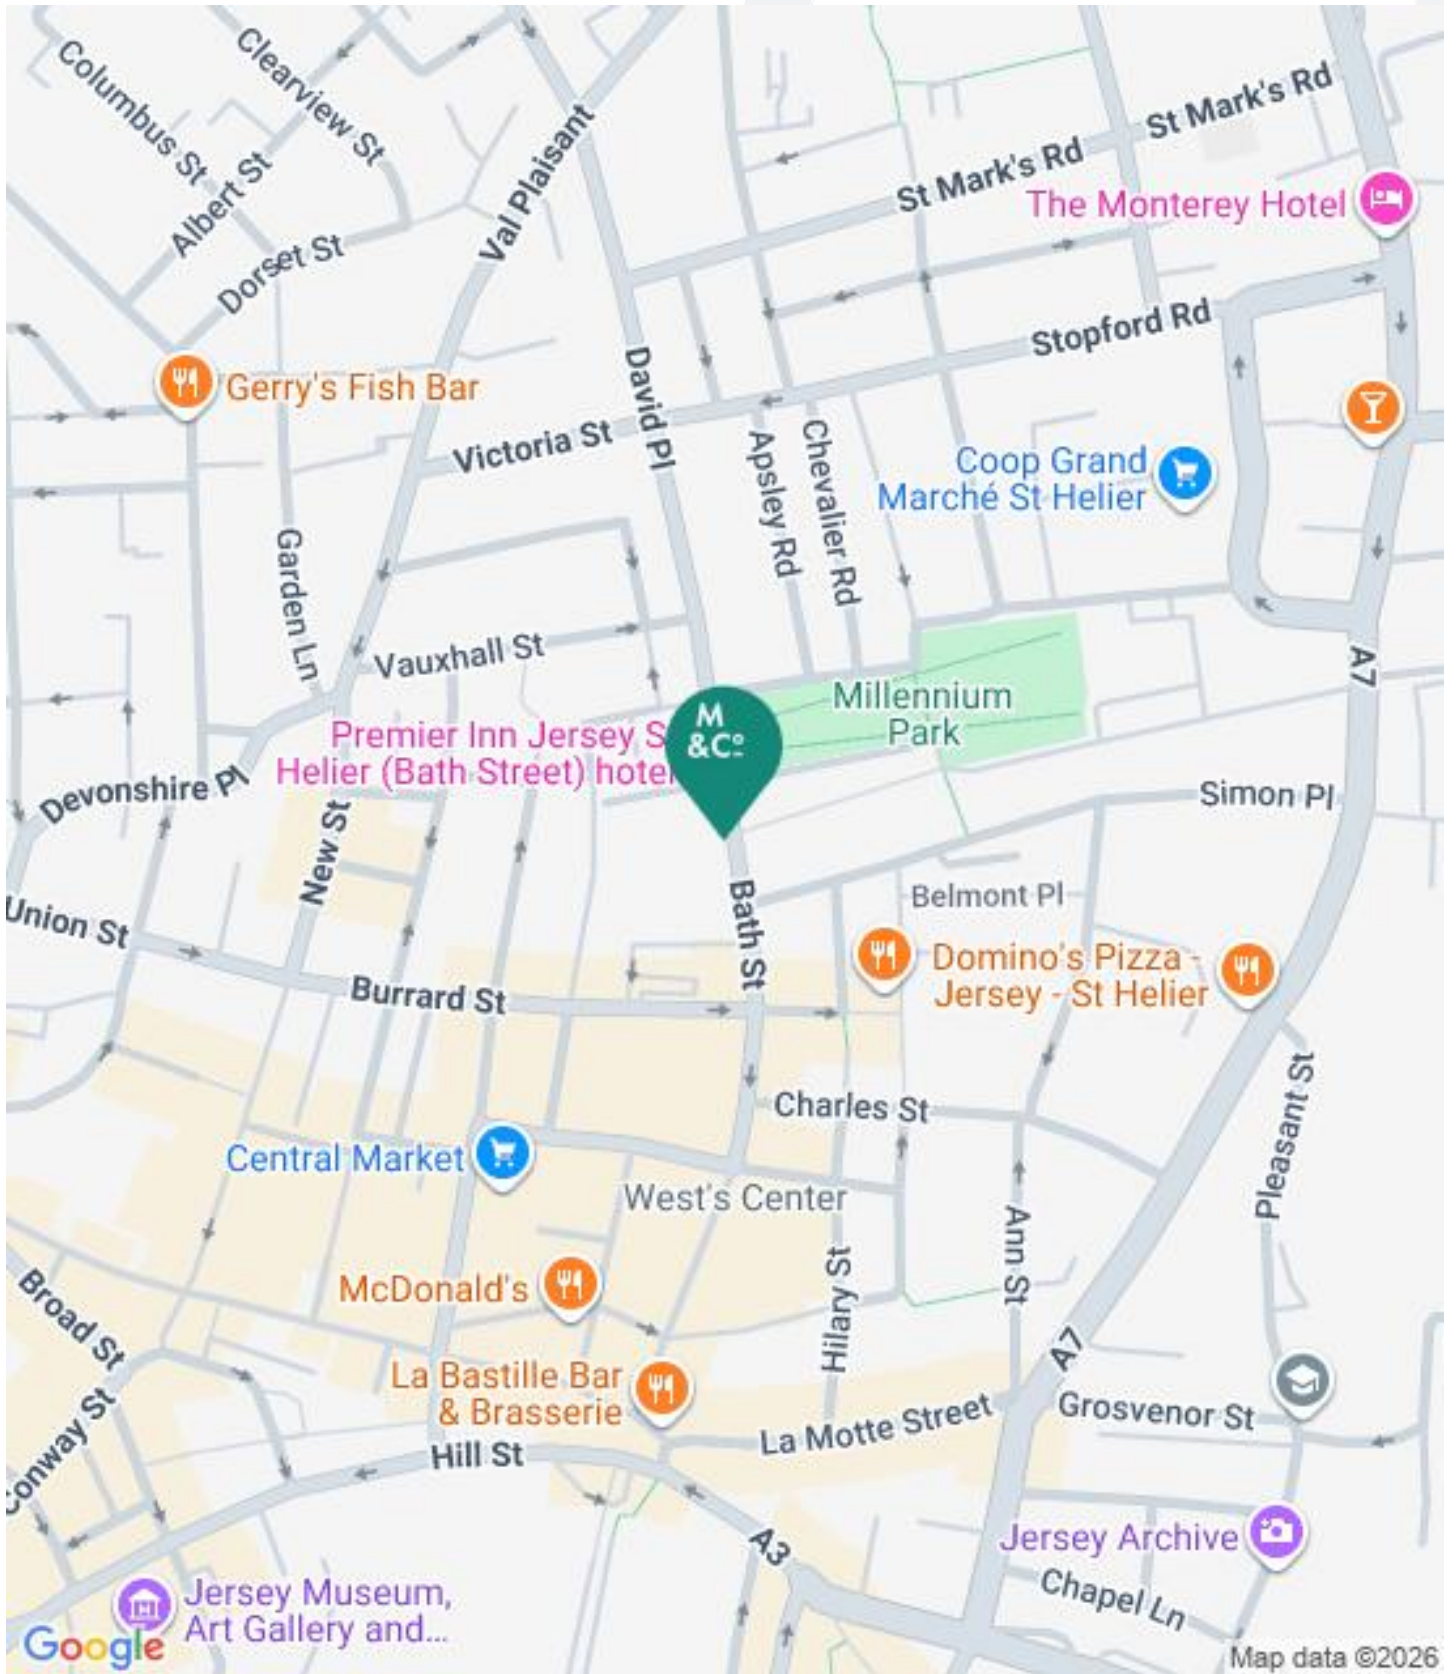 Columbus St
Clearview St
Albert St
Dorset St
Val Plaisant
St Mark's Rd
St Mark's Rd
The Monterey Hotel
Stopford Rd
Gerry's Fish Bar
David Pl
Victoria St
Apsley Rd
Chevalier Rd
Coop Grand
Marché St Helier
Garden Ln
Vauxhall St
A7
Millennium
Park
M
&Co
Premier Inn Jersey S
Helier (Bath Street) hotel
Devonshire Pl
New St
Simon Pl
Union St
Bath St
Belmont Pl
Domino's Pizza -
Jersey - St Helier
Burrard St
Charles St
Pleasant St
Central Market
West's Center
Ann St
Hilary St
McDonald's
Broad St
La Bastille Bar
& Brasserie
A7
La Motte Street
Grosvenor St
Conway St
Hill St
A3
Jersey Archive
Chapel Ln
Jersey Museum,
Art Gallery and...
Google
Map data ©2026